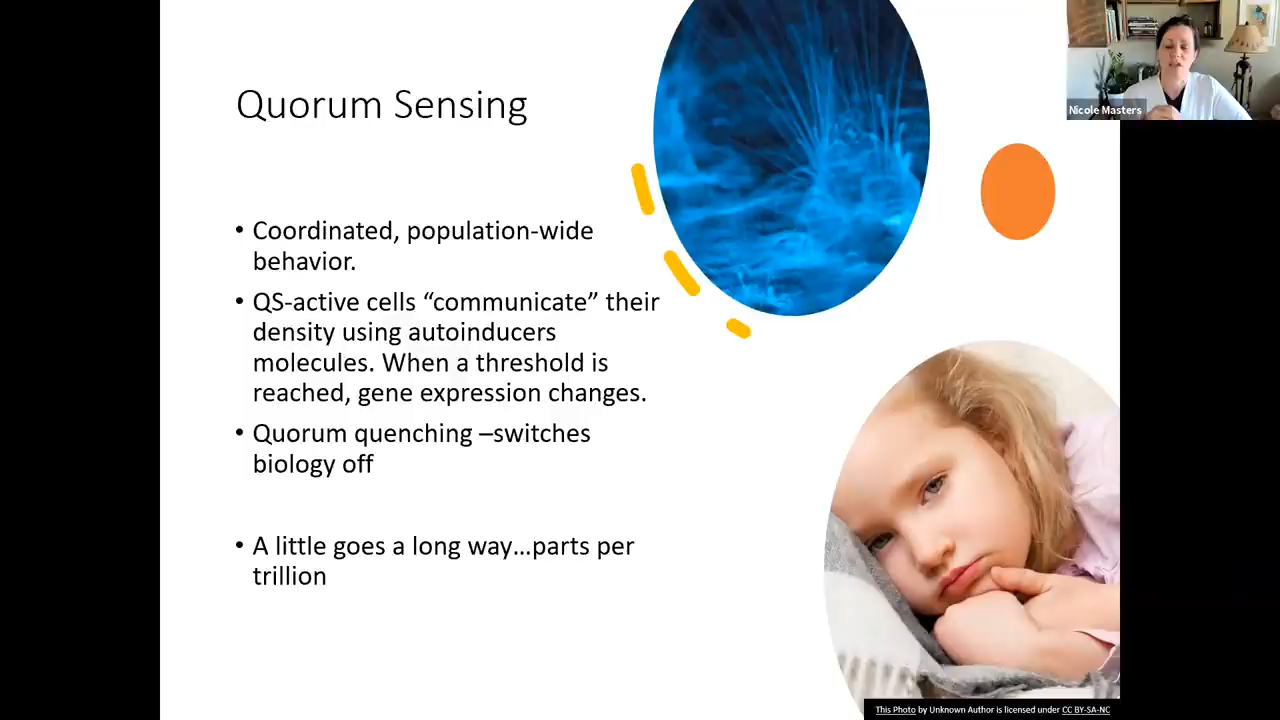 Quorum Sensing
• Coordinated, population-wide
behavior.
• QS-active cells “communicate” their
density using autoinducers
molecules. When a threshold is
reached, gene expression changes.
• Quorum quenching –switches
biology off
• A little goes a long way…parts per
trillion
Nicole Masters
This Photo by Unknown Author is licensed under CC BY-SA-NC